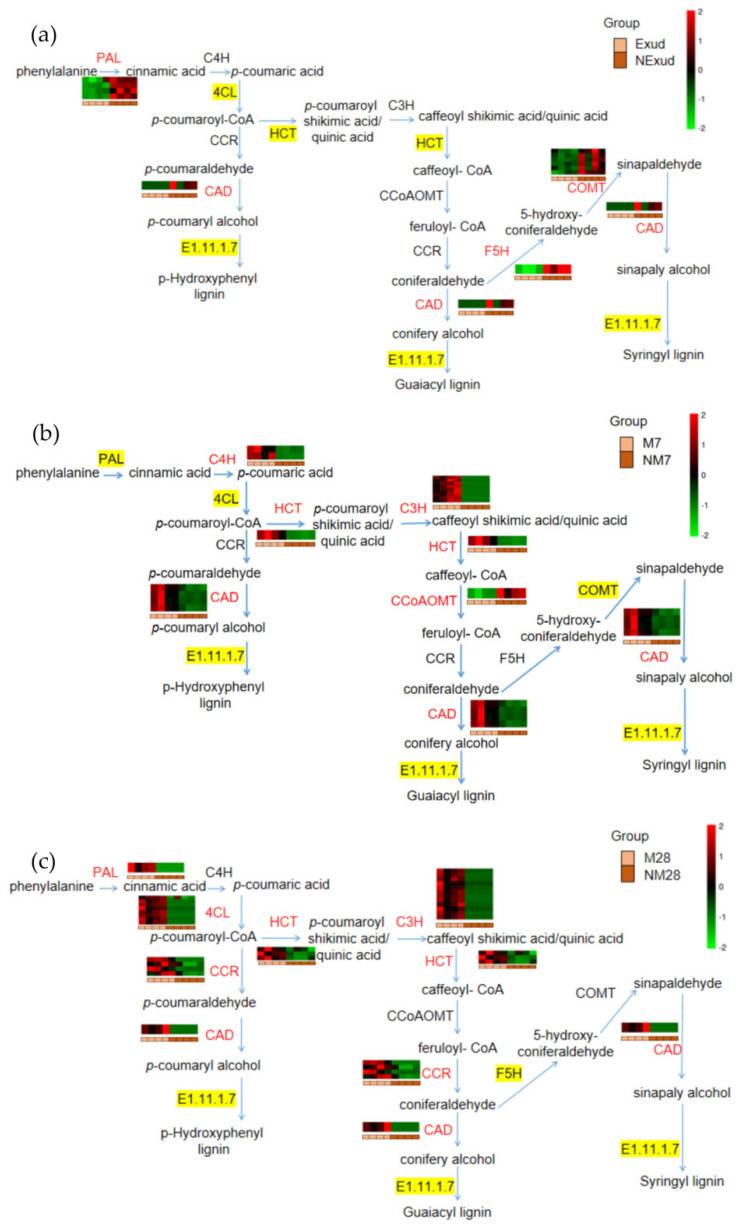 (a)
Group
Exud
NExud
2
1
0
-1
-2
PAL
C4H
phenylalanine
cinnamic acid
p-coumaric acid
4CL
p-coumaroyl-CoA
HCT
p-coumaroyl
shikimic acid/
quinic acid
C3H
caffeoyl shikimic acid/quinic acid
CCR
HCT
p-coumaraldehyde
caffeoyl- CoA
sinapaldehyde
CAD
CCoAOMT
COMT
p-coumaryl alcohol
feruloyl- CoA
5-hydroxy-
coniferaldehyde
CAD
E1.11.1.7
CCR
F5H
p-Hydroxyphenyl
lignin
coniferaldehyde
sinapaly alcohol
CAD
conifery alcohol
E1.11.1.7
E1.11.1.7
Guaiacyl lignin
Syringyl lignin
(b)
Group
M7
NM7
2
1
0
-1
-2
PAL
C4H
phenylalanine
cinnamic acid
p-coumaric acid
4CL
p-coumaroyl-CoA
HCT
p-coumaroyl
shikimic acid/
quinic acid
C3H
caffeoyl shikimic acid/quinic acid
CCR
HCT
p-coumaraldehyde
caffeoyl- CoA
sinapaldehyde
CAD
CCoAOMT
COMT
p-coumaryl alcohol
feruloyl- CoA
5-hydroxy-
coniferaldehyde
E1.11.1.7
CCR
F5H
CAD
p-Hydroxyphenyl
lignin
coniferaldehyde
sinapaly alcohol
CAD
conifery alcohol
E1.11.1.7
E1.11.1.7
Guaiacyl lignin
Syringyl lignin
(c)
Group
M28
NM28
2
1
0
-1
-2
PAL
C4H
phenylalanine
cinnamic acid
p-coumaric acid
4CL
p-coumaroyl-CoA
HCT
p-coumaroyl
shikimic acid/
quinic acid
C3H
caffeoyl shikimic acid/quinic acid
CCR
HCT
p-coumaraldehyde
caffeoyl- CoA
sinapaldehyde
CAD
CCoAOMT
COMT
p-coumaryl alcohol
feruloyl- CoA
5-hydroxy-
coniferaldehyde
CAD
E1.11.1.7
CCR
F5H
p-Hydroxyphenyl
lignin
coniferaldehyde
sinapaly alcohol
CAD
conifery alcohol
E1.11.1.7
E1.11.1.7
Guaiacyl lignin
Syringyl lignin